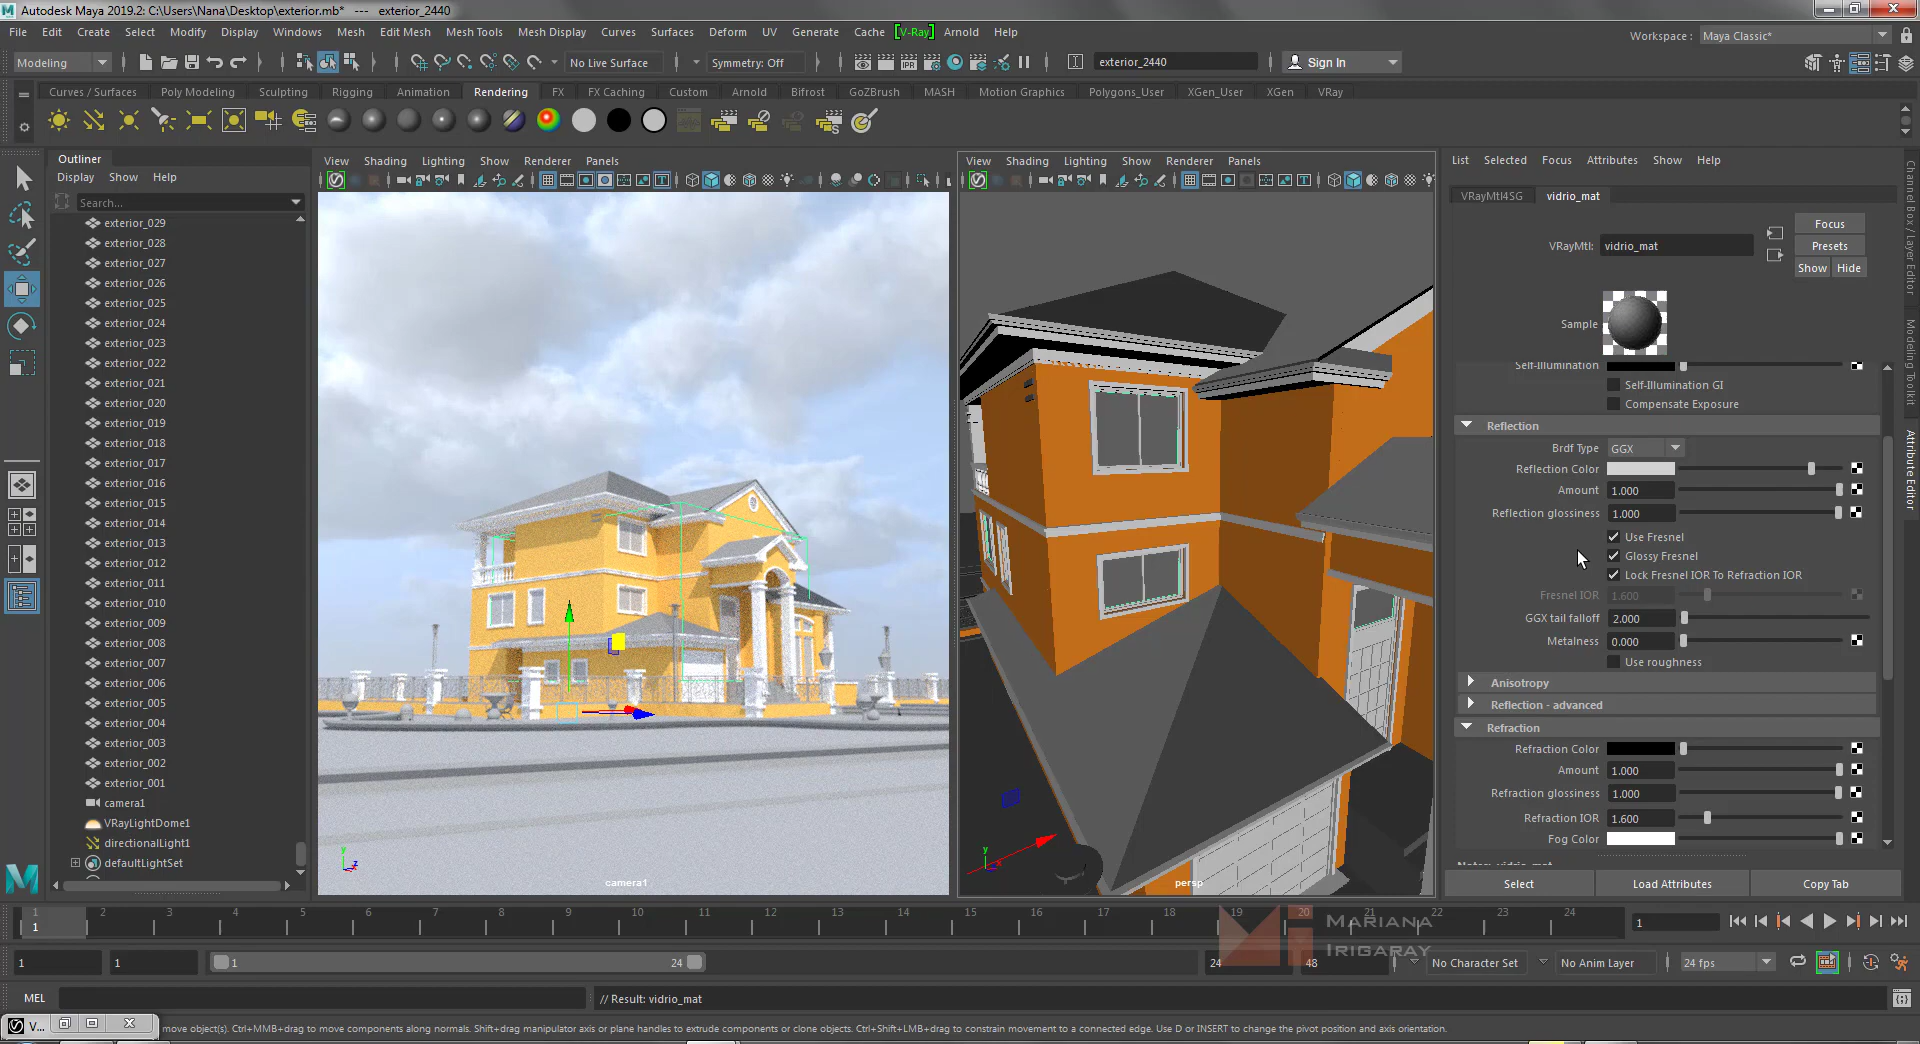 Autodesk Maya 2019.2: C:\Users\Nana\Desktop\exterior.mb* --- exterior_2440
File Edit Create Select Modify Display Windows Mesh Edit Mesh Mesh Tools Mesh Display Curves Surfaces Deform UV Generate Cache [V-Ray] Arnold Help
Workspace : Maya Classic*
Modeling No Live Surface Symmetry: Off exterior_2440 Sign In
Curves / Surfaces Poly Modeling Sculpting Rigging Animation Rendering FX FX Caching Custom Arnold Bifrost GoZBrush MASH Motion Graphics Polygons_User XGen_User XGen VRay
Outliner
Display Show Help
Search...
exterior_029
exterior_028
exterior_027
exterior_026
exterior_025
exterior_024
exterior_023
exterior_022
exterior_021
exterior_020
exterior_019
exterior_018
exterior_017
exterior_016
exterior_015
exterior_014
exterior_013
exterior_012
exterior_011
exterior_010
exterior_009
exterior_008
exterior_007
exterior_006
exterior_005
exterior_004
exterior_003
exterior_002
exterior_001
camera1
VRayLightDome1
directionalLight1
defaultLightSet
View Shading Lighting Show Renderer Panels
y
z
camera1
View Shading Lighting Show Renderer Panels
y
persp
List Selected Focus Attributes Show Help
VRayMtl4SG vidrio_mat
VRayMtl: vidrio_mat
Focus
Presets
Show Hide
Sample
Self-Illumination
Self-Illumination GI
Compensate Exposure
Reflection
Brdf Type GGX
Reflection Color
Amount 1.000
Reflection glossiness 1.000
Use Fresnel
Glossy Fresnel
Lock Fresnel IOR To Refraction IOR
Fresnel IOR 1.600
GGX tail falloff 2.000
Metalness 0.000
Use roughness
Anisotropy
Reflection - advanced
Refraction
Refraction Color
Amount 1.000
Refraction glossiness 1.000
Refraction IOR 1.600
Fog Color
Notes: vidrio_mat
Select Load Attributes Copy Tab
Channel Box / Layer Editor
Modeling Toolkit
Attribute Editor
1 2 3 4 5 6 7 8 9 10 11 12 13 14 15 16 17 18 19 20 21 22 23 24
1
1
MARIANA
IRIGARAY
1 1 1 24 24 48 No Character Set No Anim Layer 24 fps
MEL // Result: vidrio_mat
V... move object(s). Ctrl+MMB+drag to move components along normals. Shift+drag manipulator axis or plane handles to extrude components or clone objects. Ctrl+Shift+LMB+drag to constrain movement to a connected edge. Use D or INSERT to change the pivot position and axis orientation.